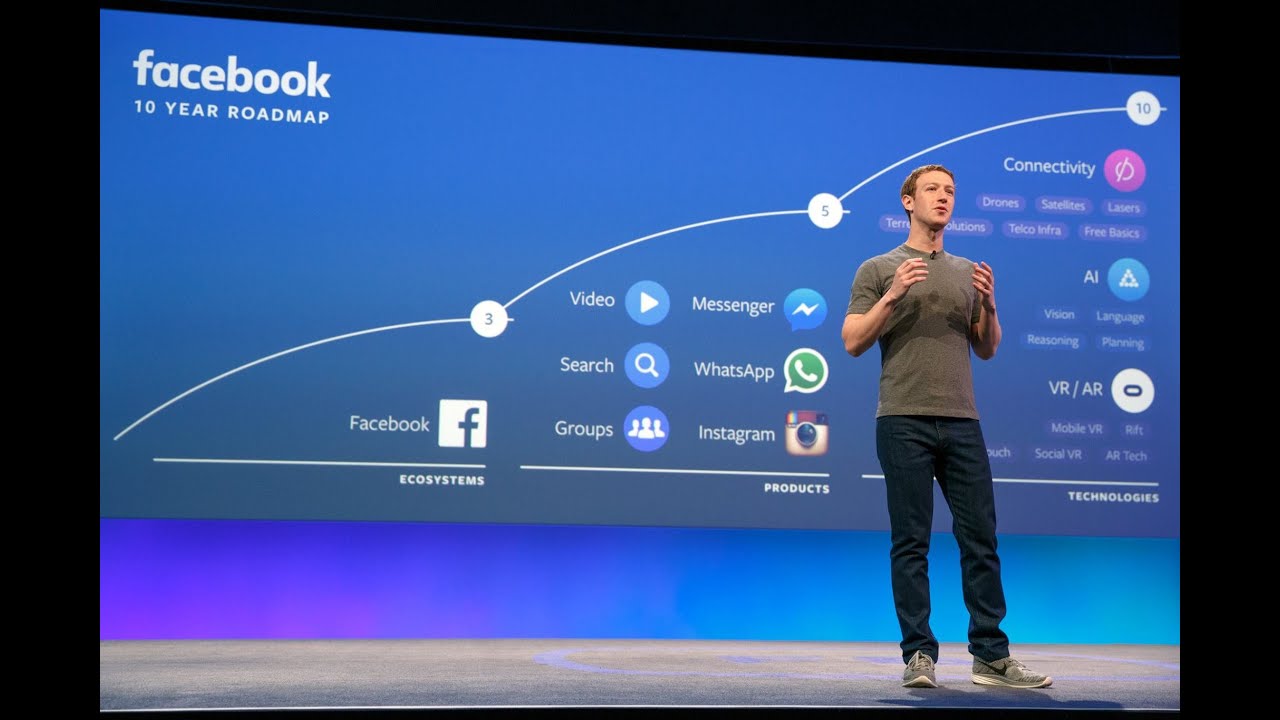 facebook
10 YEAR ROADMAP
3
Facebook
ECOSYSTEMS
5
Video
Messenger
Search
WhatsApp
Groups
Instagram
PRODUCTS
10
Connectivity
Drones Satellites Lasers
Telco Infra Free Basics
AI
Vision Language
Reasoning Planning
VR / AR
Mobile VR Rift
Social VR AR Tech
TECHNOLOGIES